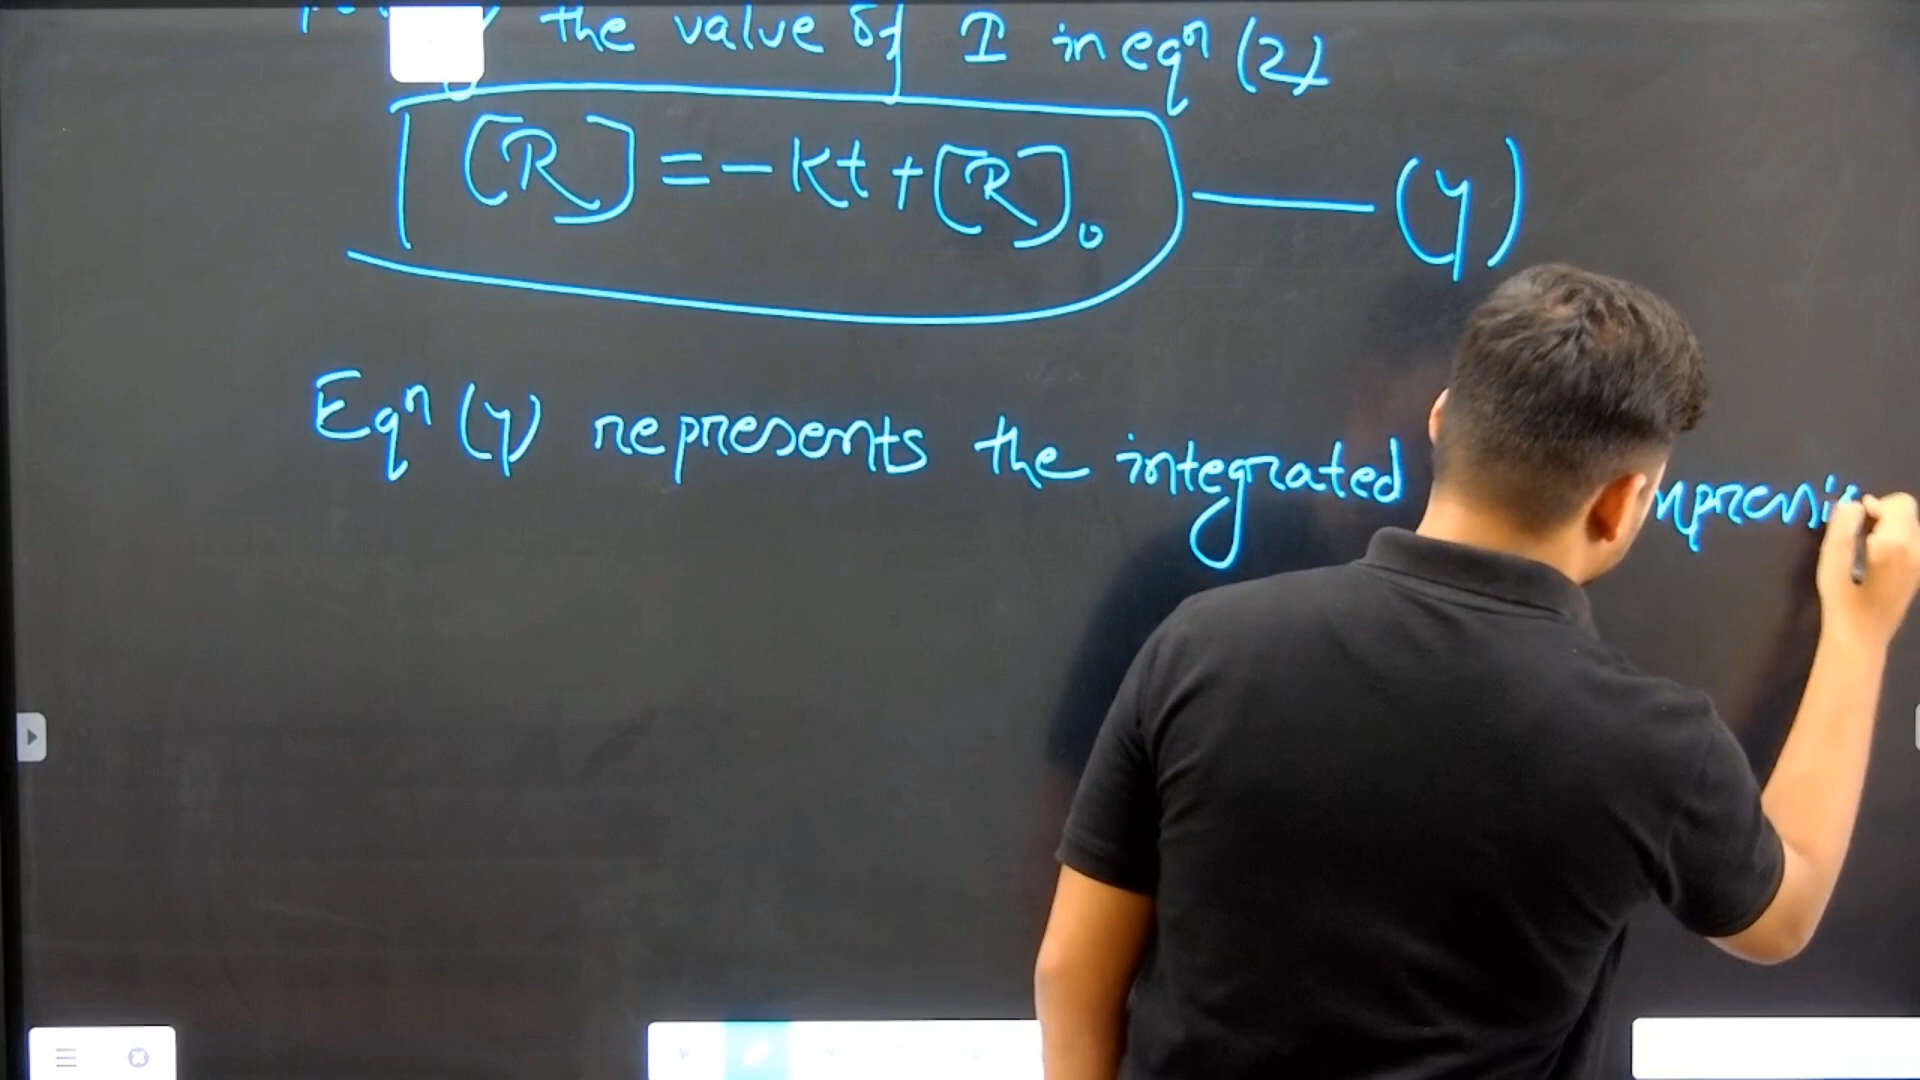 the value of I in eqⁿ (2)
[R] = -Kt + [R]₀ — (4)
Eqⁿ (4) represents the integrated